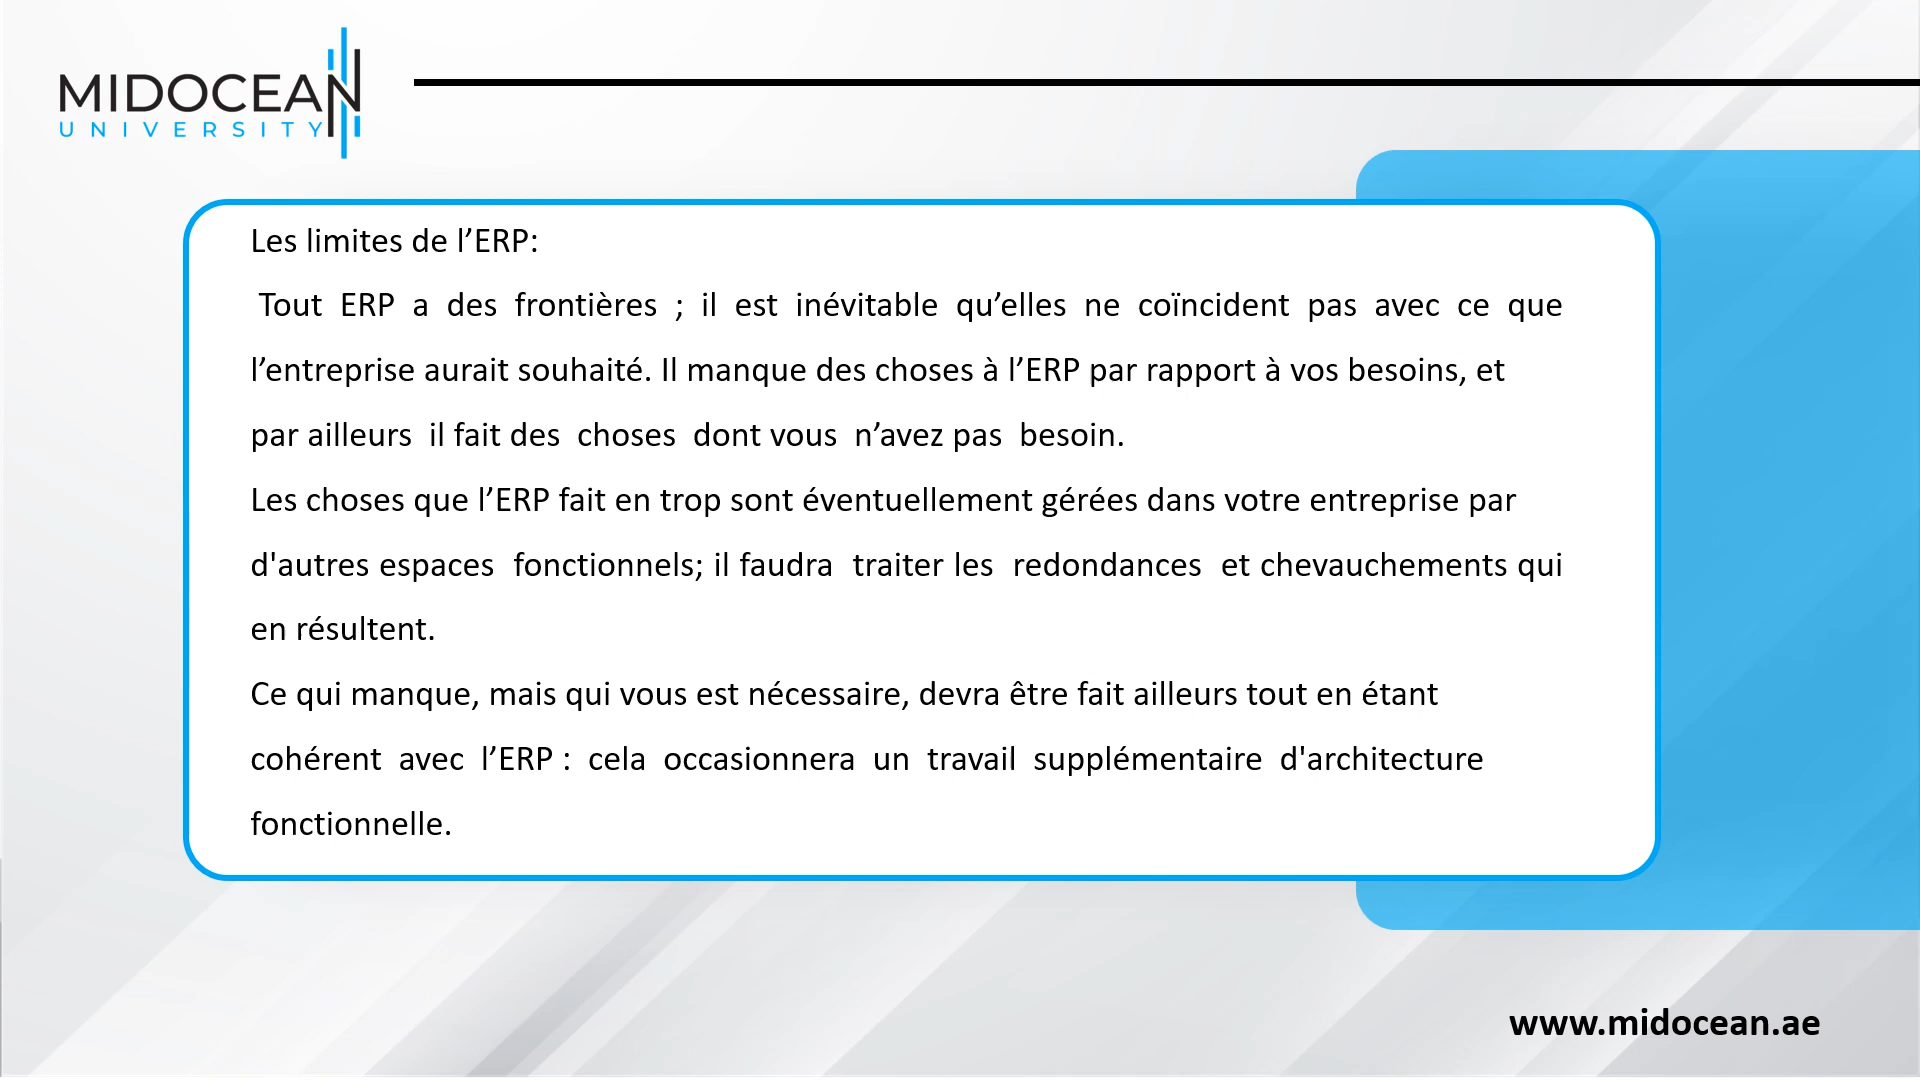 MIDOCEAN
UNIVERSITY
Les limites de l’ERP:
Tout ERP a des frontières ; il est inévitable qu’elles ne coïncident pas avec ce que
l’entreprise aurait souhaité. Il manque des choses à l’ERP par rapport à vos besoins, et
par ailleurs il fait des choses dont vous n’avez pas besoin.
Les choses que l’ERP fait en trop sont éventuellement gérées dans votre entreprise par
d'autres espaces fonctionnels; il faudra traiter les redondances et chevauchements qui
en résultent.
Ce qui manque, mais qui vous est nécessaire, devra être fait ailleurs tout en étant
cohérent avec l’ERP : cela occasionnera un travail supplémentaire d'architecture
fonctionnelle.
www.midocean.ae